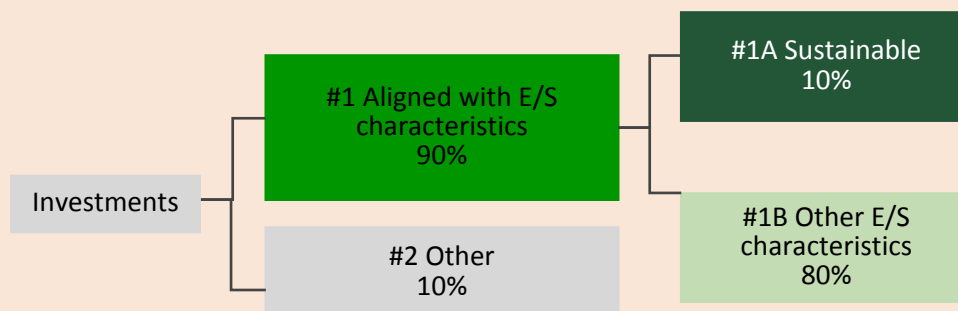 Investments
#1 Aligned with E/S
characteristics
90%
#2 Other
10%
#1A Sustainable
10%
#1B Other E/S
characteristics
80%